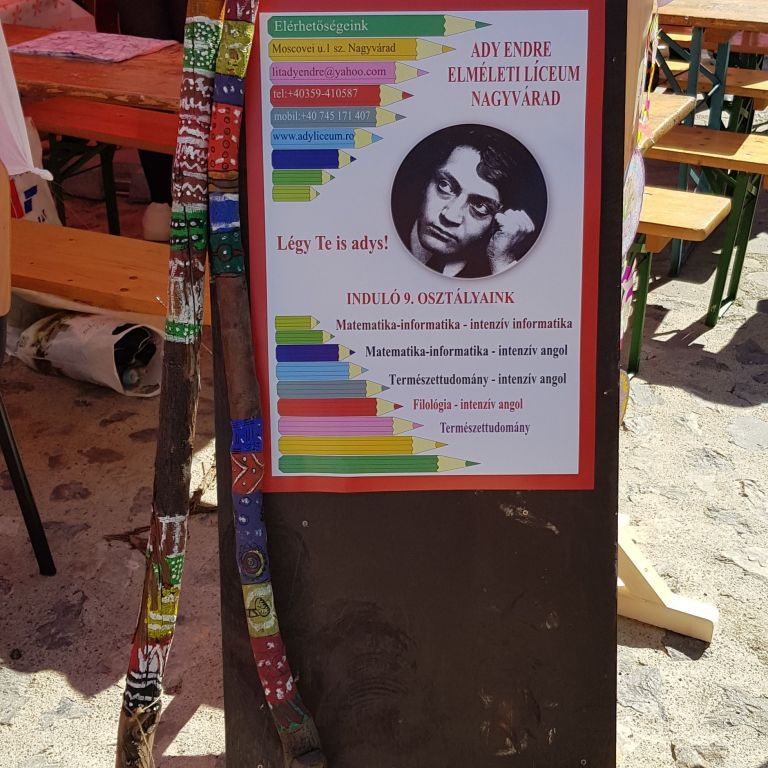 Elérhetőségeink
Moscovei u.1 sz. Nagyvárad
litadyendre@yahoo.com
tel:+40359-410587
mobil:+40 745 171 407
www.adyliceum.ro
ADY ENDRE
ELMÉLETI LÍCEUM
NAGYVÁRAD
Légy Te is adys!
INDULÓ 9. OSZTÁLYAINK
Matematika-informatika - intenzív informatika
Matematika-informatika - intenzív angol
Természettudomány - intenzív angol
Filológia - intenzív angol
Természettudomány